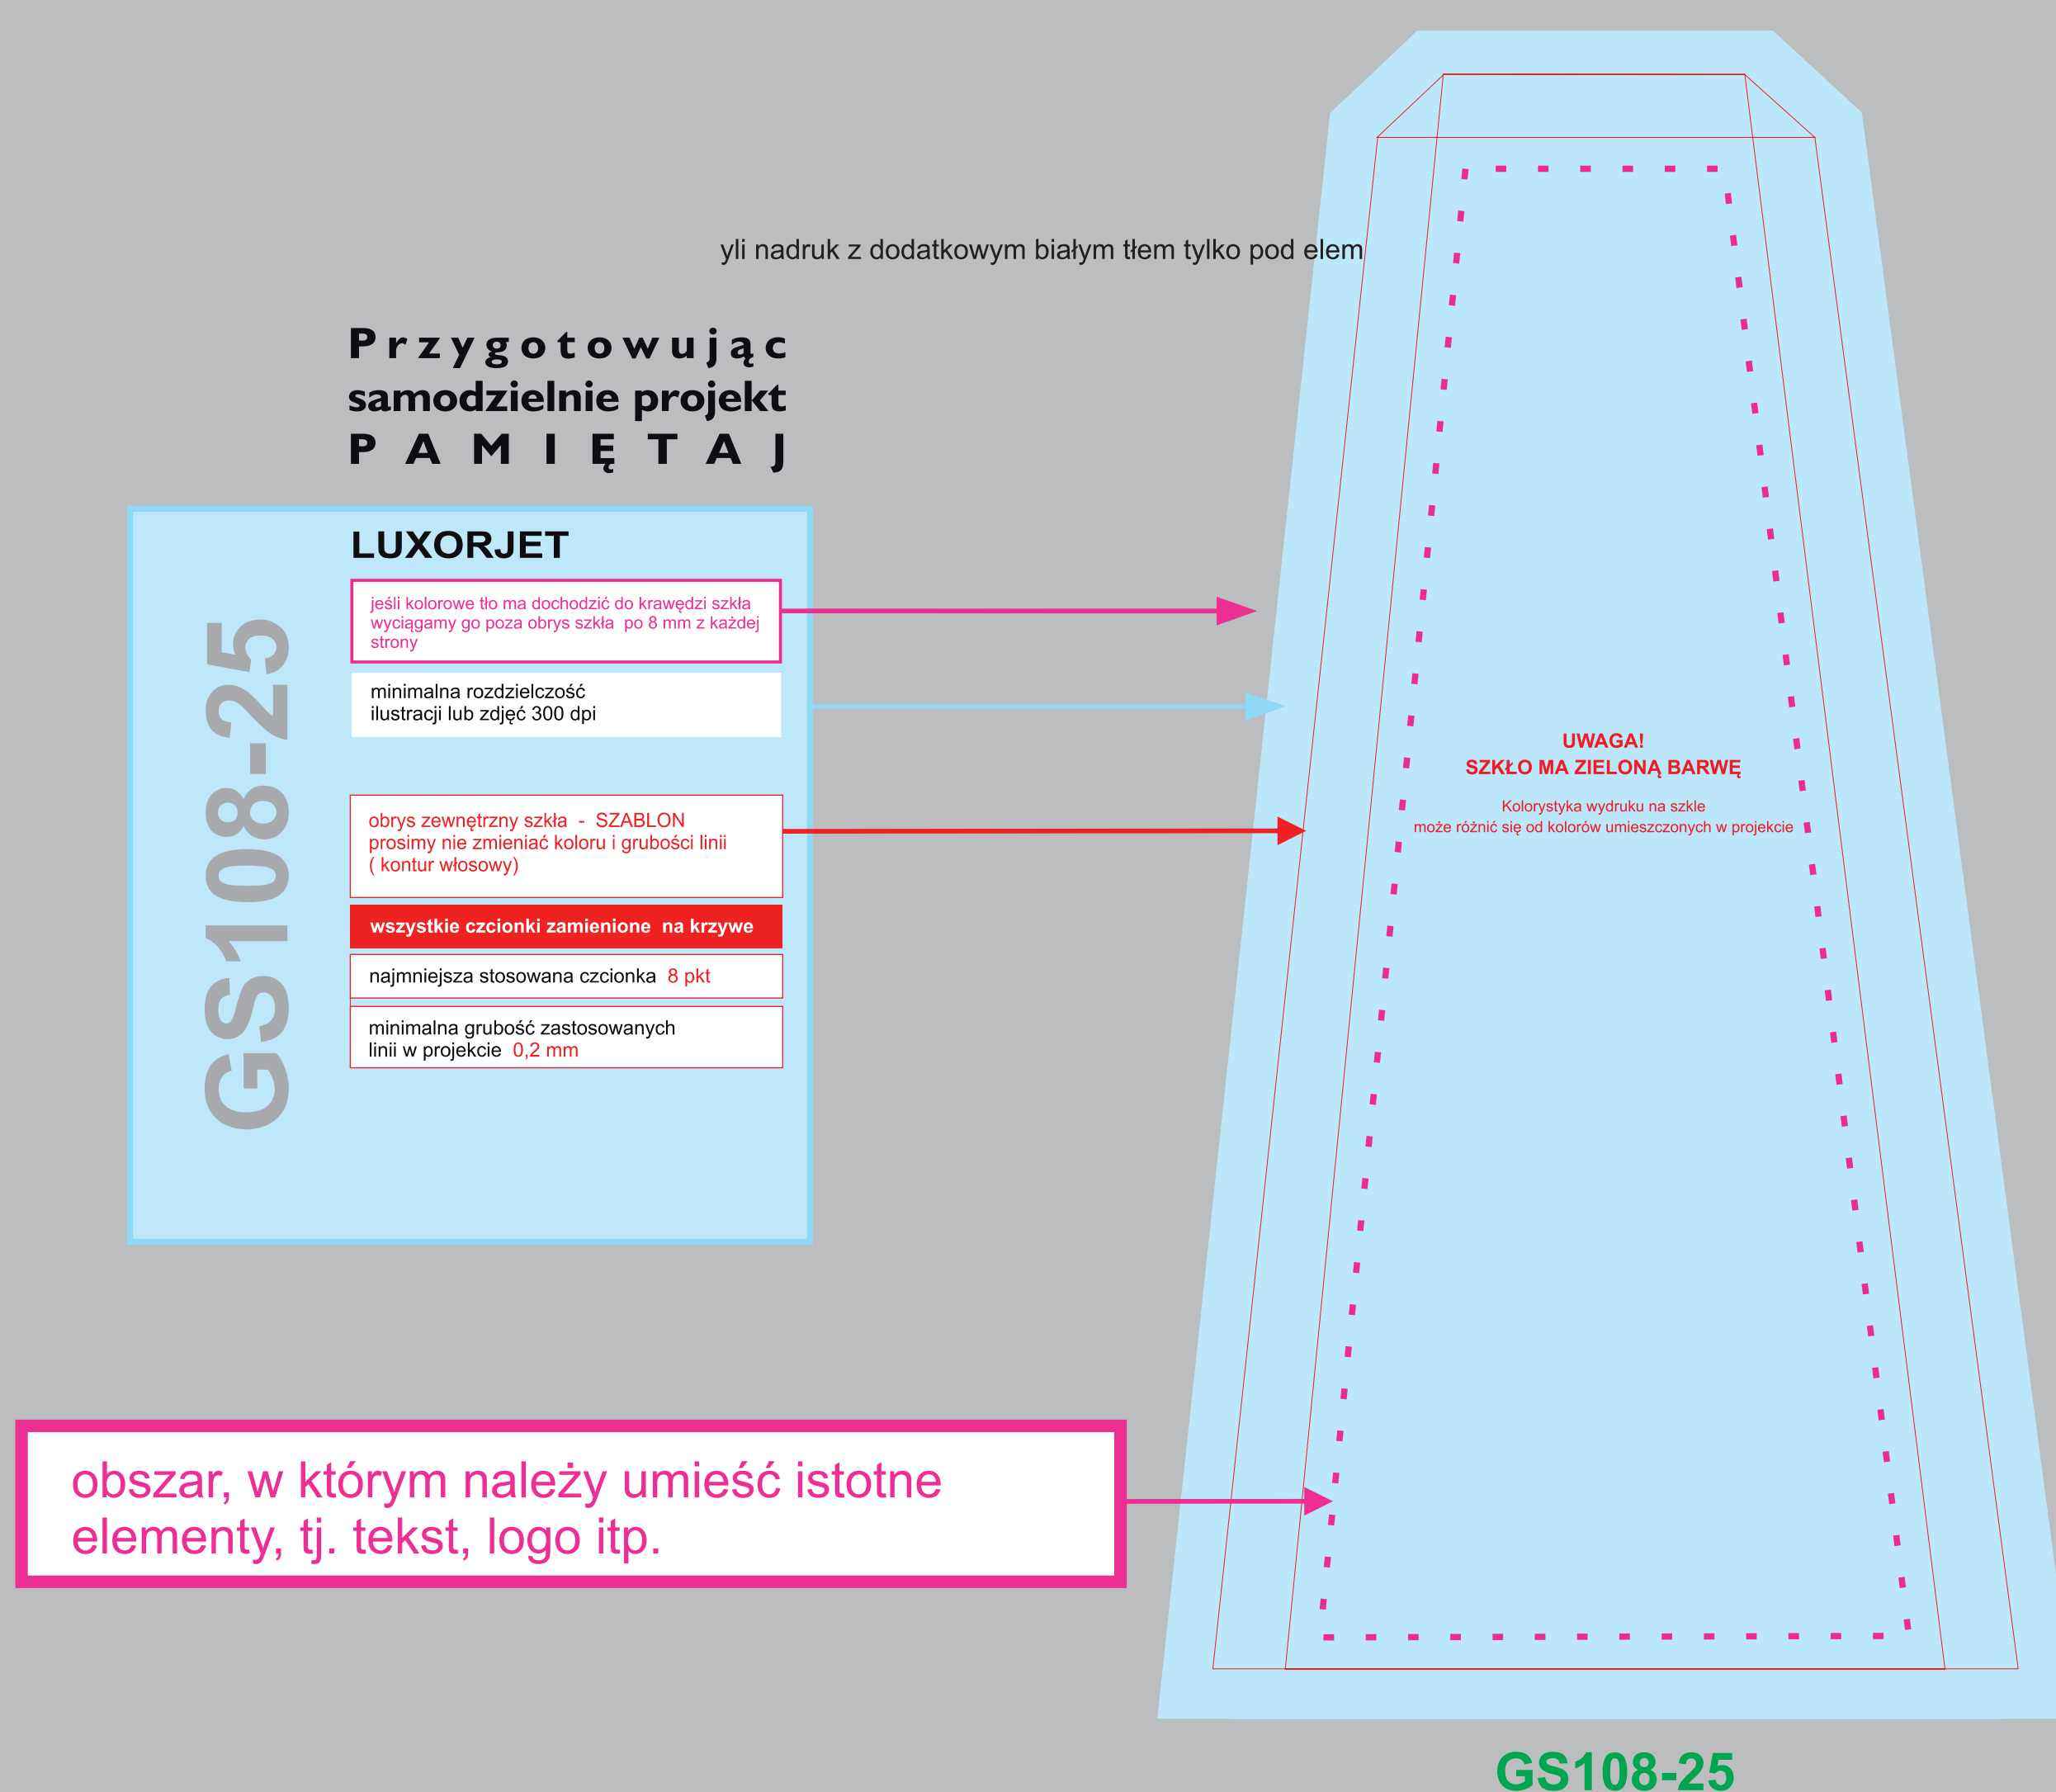 yli nadruk z dodatkowym białym tłem tylko pod elem
Przygotowując
samodzielnie projekt
PAMIĘTAJ
GS108-25
LUXORJET
jeśli kolorowe tło ma dochodzić do krawędzi szkła
wyciągamy go poza obrys szkła po 8 mm z każdej
strony
minimalna rozdzielczość
ilustracji lub zdjęć 300 dpi
obrys zewnętrzny szkła - SZABLON
prosimy nie zmieniać koloru i grubości linii
( kontur włosowy)
wszystkie czcionki zamienione na krzywe
najmniejsza stosowana czcionka 8 pkt
minimalna grubość zastosowanych
linii w projekcie 0,2 mm
UWAGA!
SZKŁO MA ZIELONĄ BARWĘ
Kolorystyka wydruku na szkle
może różnić się od kolorów umieszczonych w projekcie
obszar, w którym należy umieść istotne
elementy, tj. tekst, logo itp.
GS108-25